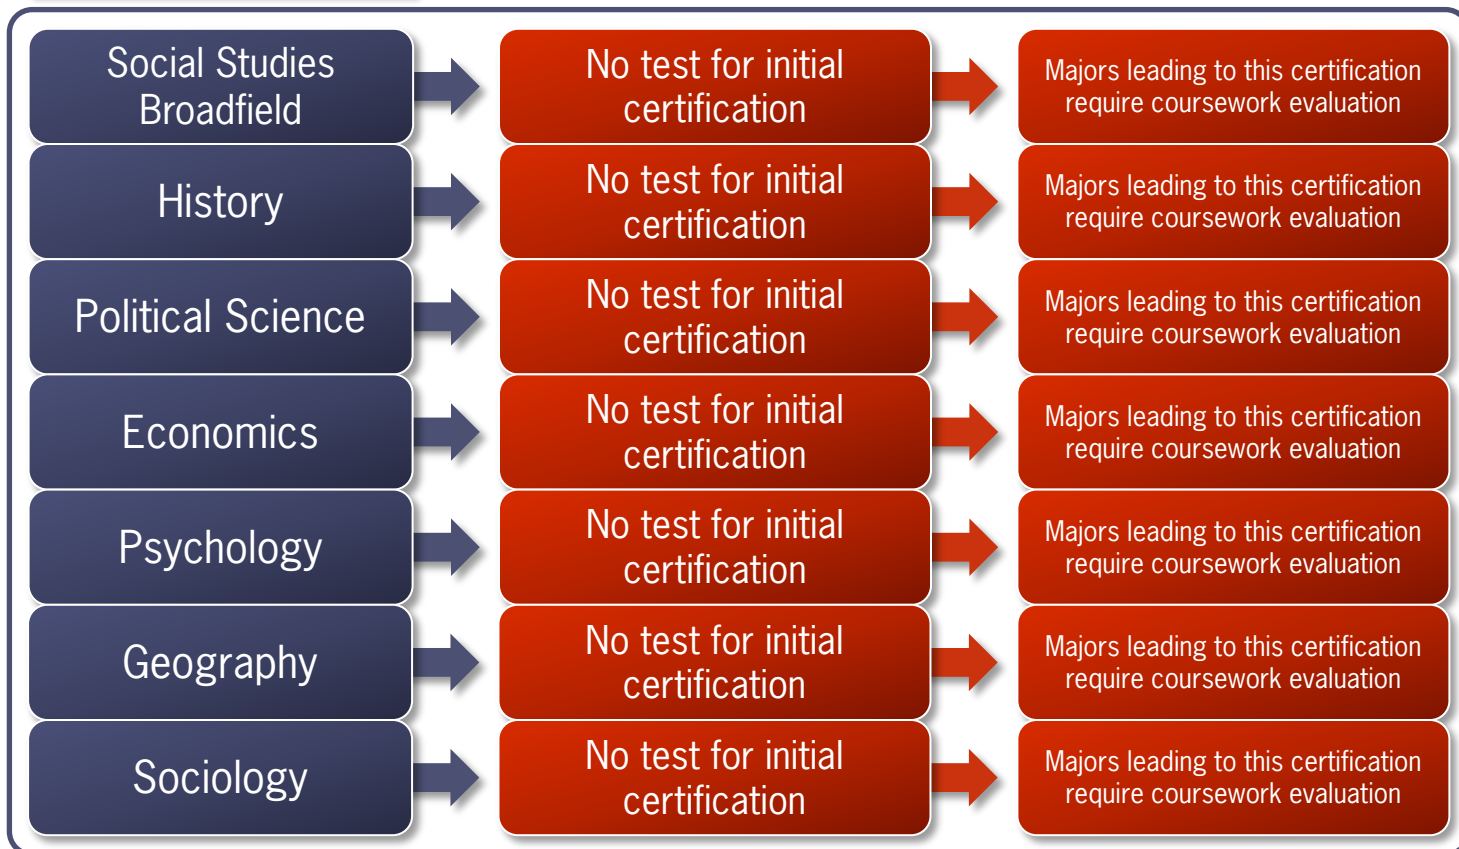 Social Studies
Broadfield
No test for initial
certification
Majors leading to this certification
require coursework evaluation
History
No test for initial
certification
Majors leading to this certification
require coursework evaluation
Political Science
No test for initial
certification
Majors leading to this certification
require coursework evaluation
Economics
No test for initial
certification
Majors leading to this certification
require coursework evaluation
Psychology
No test for initial
certification
Majors leading to this certification
require coursework evaluation
Geography
No test for initial
certification
Majors leading to this certification
require coursework evaluation
Sociology
No test for initial
certification
Majors leading to this certification
require coursework evaluation